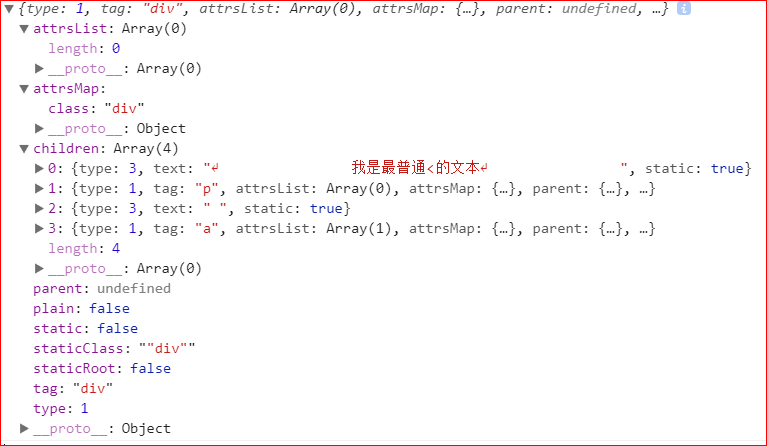 ▼{type: 1, tag: "div", attrsList: Array(0), attrsMap: {…}, parent: undefined, …} i
▼attrsList: Array(0)
length: 0
▶__proto__: Array(0)
▼attrsMap:
class: "div"
▶__proto__: Object
▼children: Array(4)
▶0: {type: 3, text: "↲ 我是最普通<的文本↲ ", static: true}
▶1: {type: 1, tag: "p", attrsList: Array(0), attrsMap: {…}, parent: {…}, …}
▶2: {type: 3, text: " ", static: true}
▶3: {type: 1, tag: "a", attrsList: Array(1), attrsMap: {…}, parent: {…}, …}
length: 4
▶__proto__: Array(0)
parent: undefined
plain: false
static: false
staticClass: ""div""
staticRoot: false
tag: "div"
type: 1
▶__proto__: Object